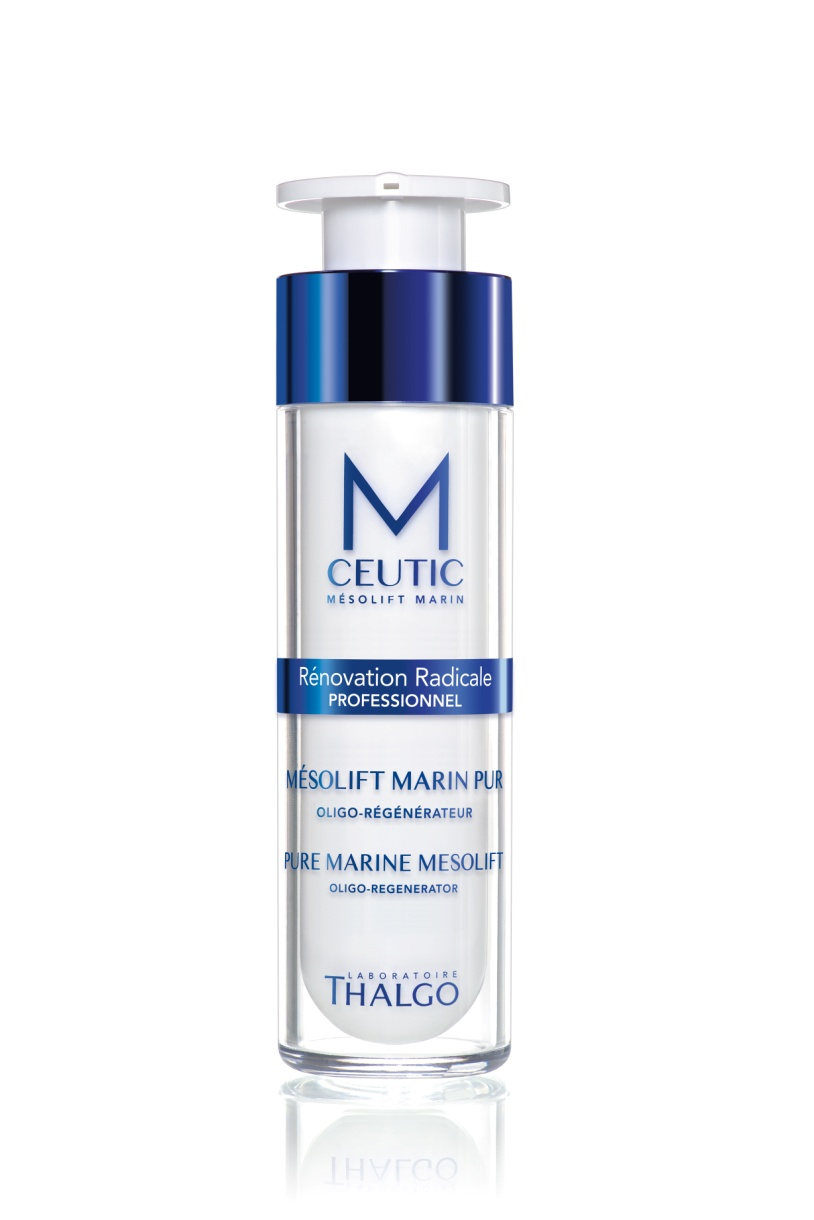 M
CEUTIC
MÉSOLIFT MARIN
Rénovation Radicale
PROFESSIONNEL
MÉSOLIFT MARIN PUR
OLIGO-RÉGÉNÉRATEUR
PURE MARINE MESOLIFT
OLIGO-REGENERATOR
LABORATOIRE
THALGO